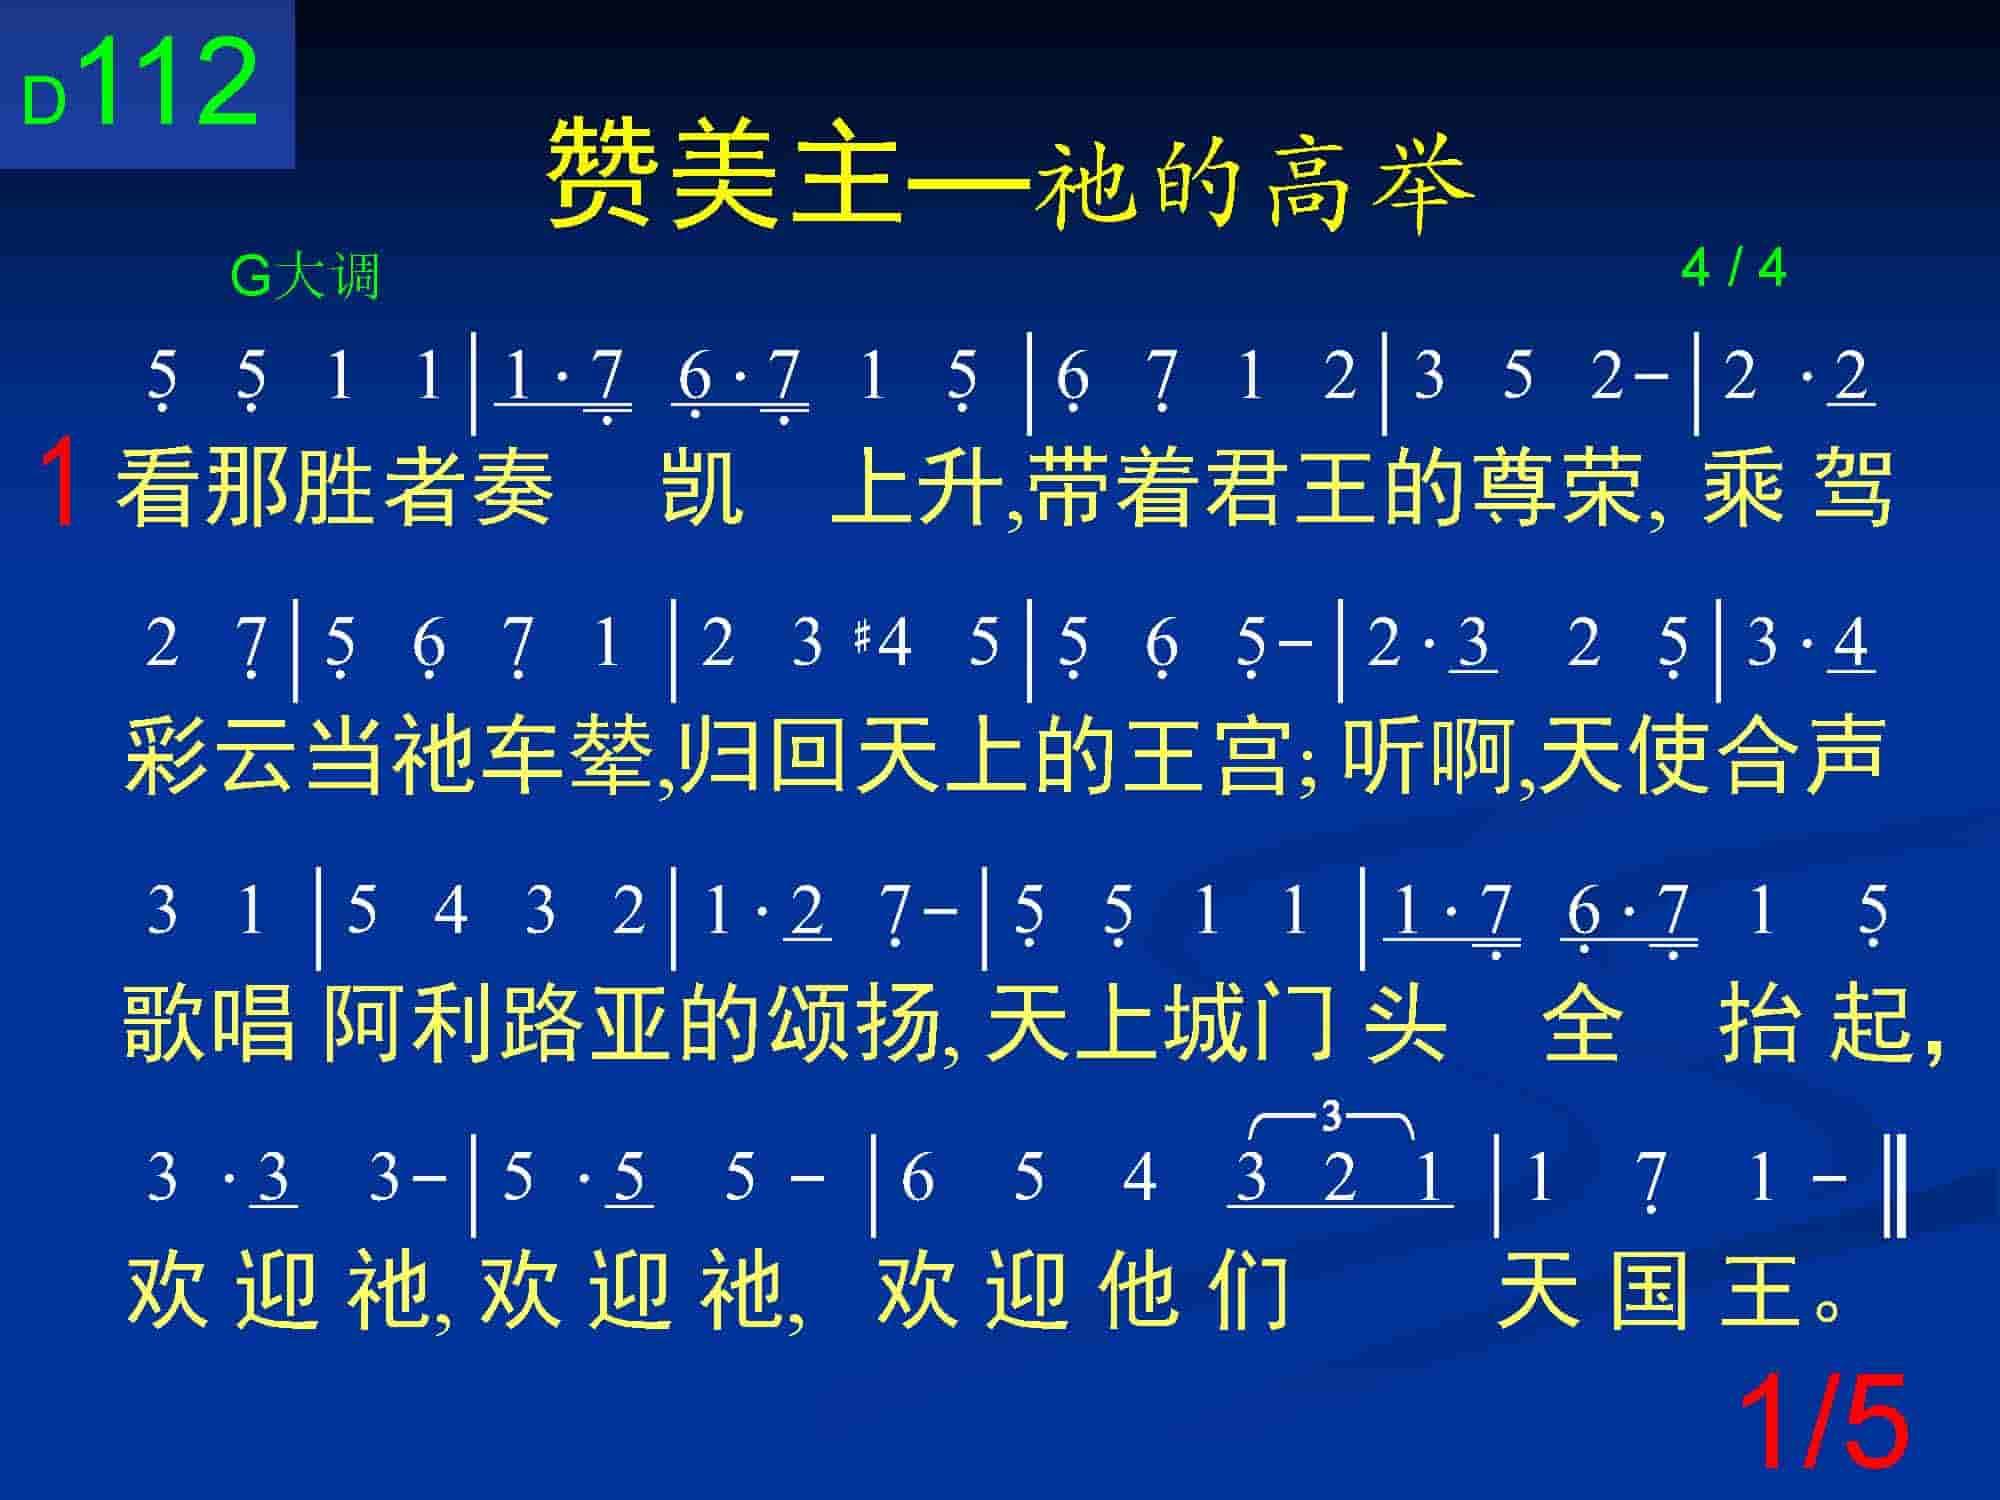 D112
赞美主—祂的高举
G大调 4 / 4
5̣ 5̣ 1 1 | 1 · 7̣ 6̣ · 7̣ 1 5̣ | 6̣ 7̣ 1 2 | 3 5 2 – | 2 · 2
1 看那胜者奏 凯 上升,带着君王的尊荣, 乘 驾
2 7̣ | 5̣ 6̣ 7̣ 1 | 2 3 #4 5 | 5̣ 6̣ 5̣ – | 2 · 3 2 5̣ | 3 · 4
彩云当祂车辇,归回天上的王宫; 听啊,天使合声
3 1 | 5 4 3 2 | 1 · 2 7̣ – | 5̣ 5̣ 1 1 | 1 · 7̣ 6̣ · 7̣ 1 5̣
歌唱 阿利路亚的颂扬, 天上城门 头 全 抬 起,
3
3 · 3 3 – | 5 · 5 5 – | 6 5 4 3 2 1 | 1 7̣ 1 – ‖
欢 迎 祂, 欢 迎 祂, 欢 迎 他 们 天 国 王。
1/5